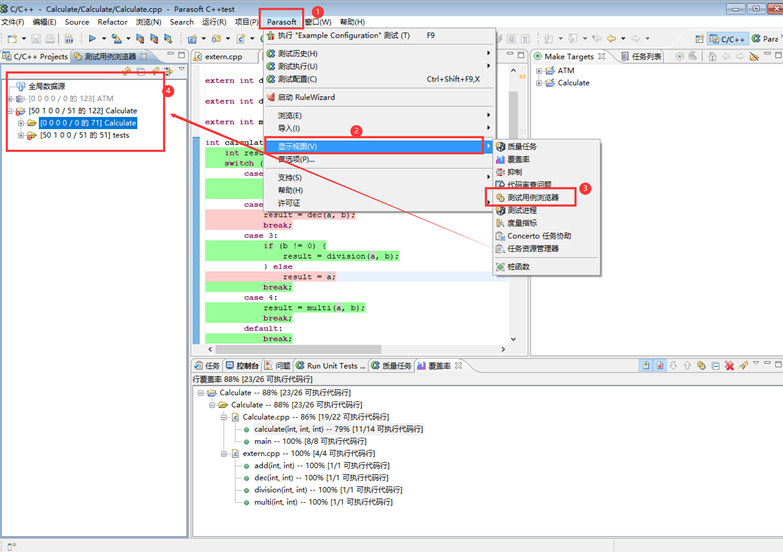 C/C++ - Calculate/Calculate/Calculate.cpp - Parasoft C++test
文件(F) 编辑(E) Source Refactor 浏览(N) Search 运行(R) 项目(P) Parasoft 窗口(W) 帮助(H)
1
C/C++ Para
C/C++ Projects 测试用例浏览器
全局数据源
[0 0 0 0 / 0 的 123] ATM
[50 1 0 0 / 51 的 122] Calculate
[0 0 0 0 / 0 的 71] Calculate
[50 1 0 0 / 51 的 51] tests
4
执行 "Example Configuration" 测试 (T) F9
测试历史(H)
测试执行(U)
测试配置(C) Ctrl+Shift+F9,X
启动 RuleWizard
浏览(E)
导入(I)
2
显示视图(V)
首选项(P)...
支持(S)
帮助(H)
许可证
质量任务
覆盖率
抑制
代码审查问题
测试用例浏览器
3
测试进程
度量指标
Concerto 任务协助
任务资源管理器
桩函数
extern.cpp
extern int d
extern int d
extern int m
int calculat
int res
switch (
case
case
result = dec(a, b);
break;
case 3:
if (b != 0) {
result = division(a, b);
} else
result = a;
break;
case 4:
result = multi(a, b);
break;
default:
break;
Make Targets 任务列表
ATM
Calculate
任务 控制台 问题 Run Unit Tests ... 质量任务 覆盖率
行覆盖率 88% [23/26 可执行代码行]
Calculate -- 88% [23/26 可执行代码行]
Calculate -- 88% [23/26 可执行代码行]
Calculate.cpp -- 86% [19/22 可执行代码行]
calculate(int, int, int) -- 79% [11/14 可执行代码行]
main -- 100% [8/8 可执行代码行]
extern.cpp -- 100% [4/4 可执行代码行]
add(int, int) -- 100% [1/1 可执行代码行]
dec(int, int) -- 100% [1/1 可执行代码行]
division(int, int) -- 100% [1/1 可执行代码行]
multi(int, int) -- 100% [1/1 可执行代码行]